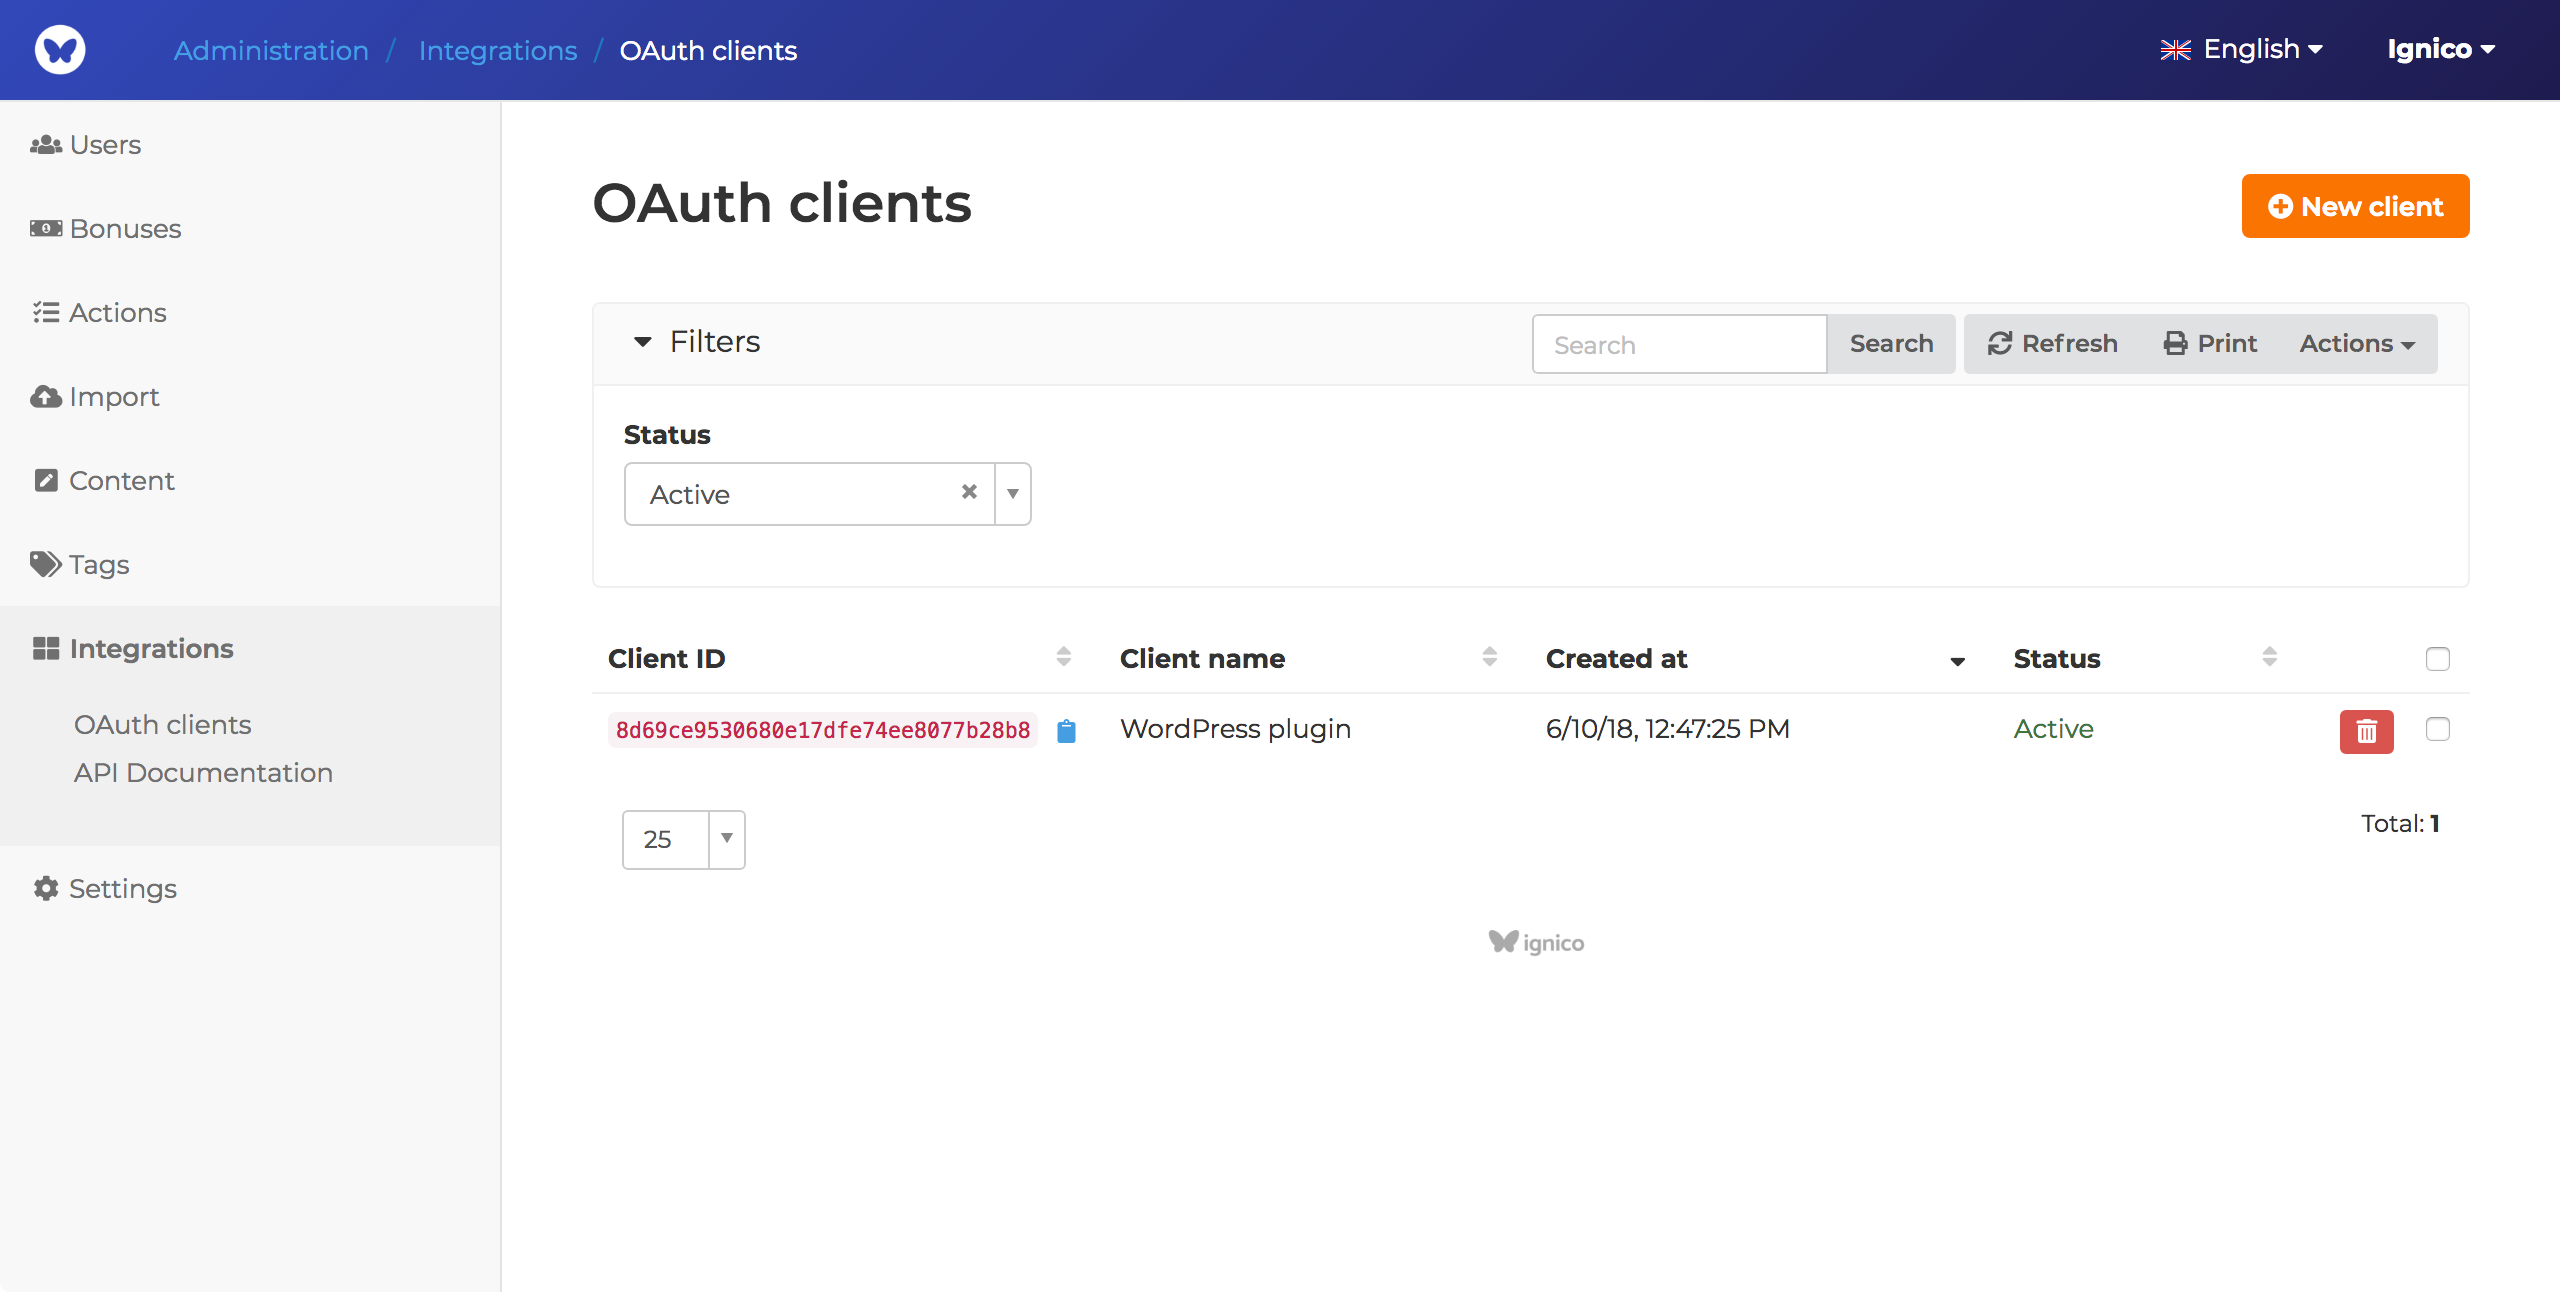 Administration / Integrations / OAuth clients
English
Ignico
Users
Bonuses
Actions
Import
Content
Tags
Integrations
OAuth clients
API Documentation
Settings
OAuth clients
New client
Filters
Search
Search
Refresh
Print
Actions
Status
Active
Client ID
Client name
Created at
Status
8d69ce9530680e17dfe74ee8077b28b8
WordPress plugin
6/10/18, 12:47:25 PM
Active
25
Total: 1
ignico